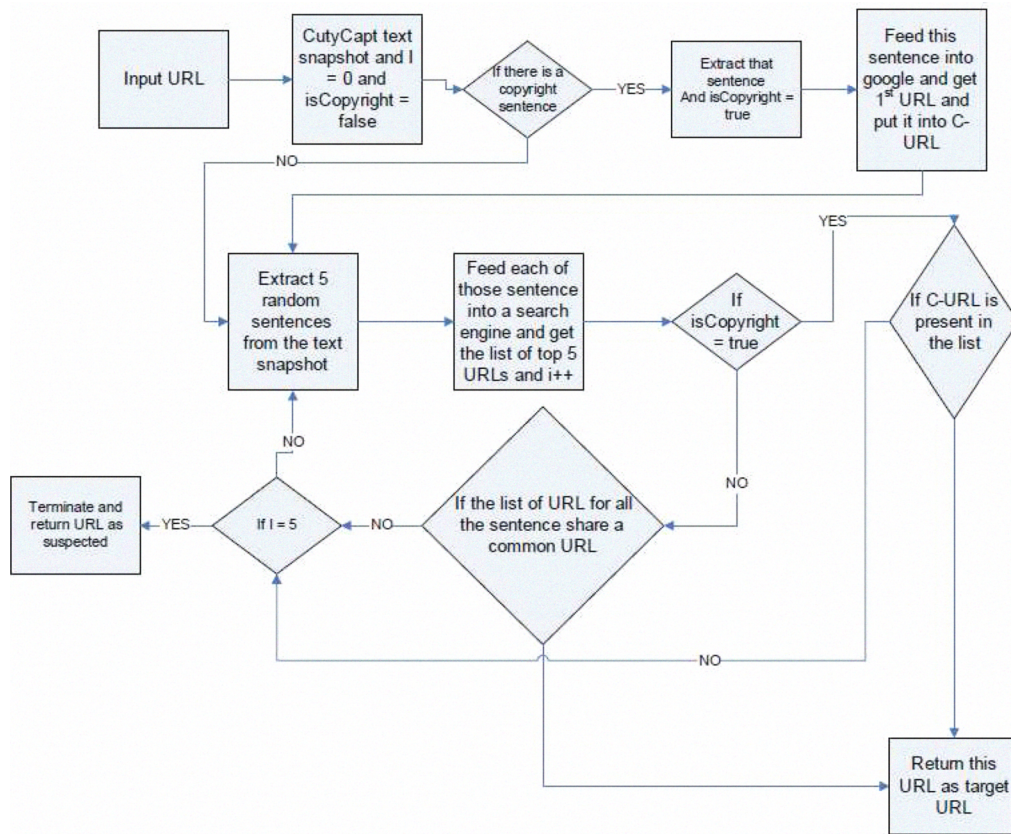 Input URL
CutyCapt text
snapshot and I
= 0 and
isCopyright =
false
If there is a
copyright
sentence
YES
Extract that
sentence
And isCopyright =
true
Feed this
sentence into
google and get
1st URL and
put it into C-
URL
NO
Extract 5
random
sentences
from the text
snapshot
Feed each of
those sentence
into a search
engine and get
the list of top 5
URLs and i++
If
isCopyright
= true
YES
If C-URL is
present in
the list
NO
NO
If the list of URL for all
the sentence share a
common URL
NO
If I = 5
YES
Terminate and
return URL as
suspected
NO
Return this
URL as target
URL